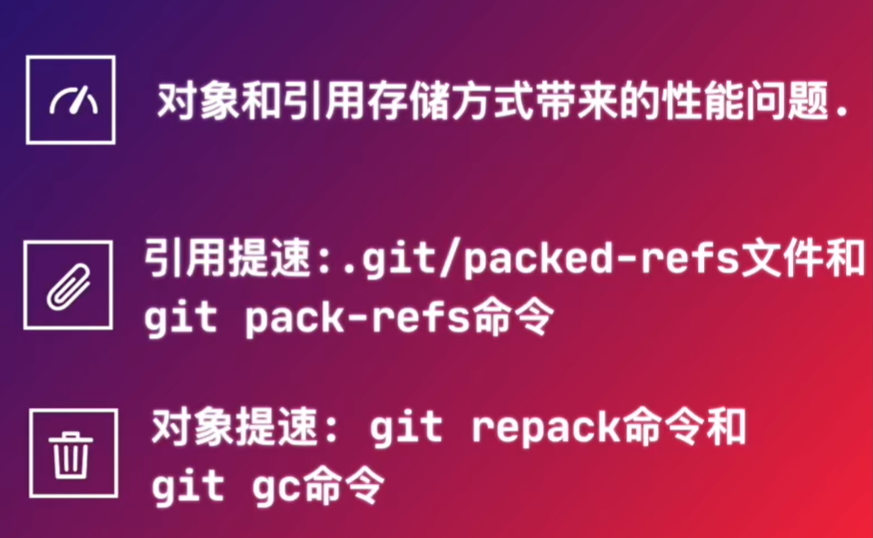 对象和引用存储方式带来的性能问题.
引用提速:.git/packed-refs文件和
git pack-refs命令
对象提速: git repack命令和
git gc命令